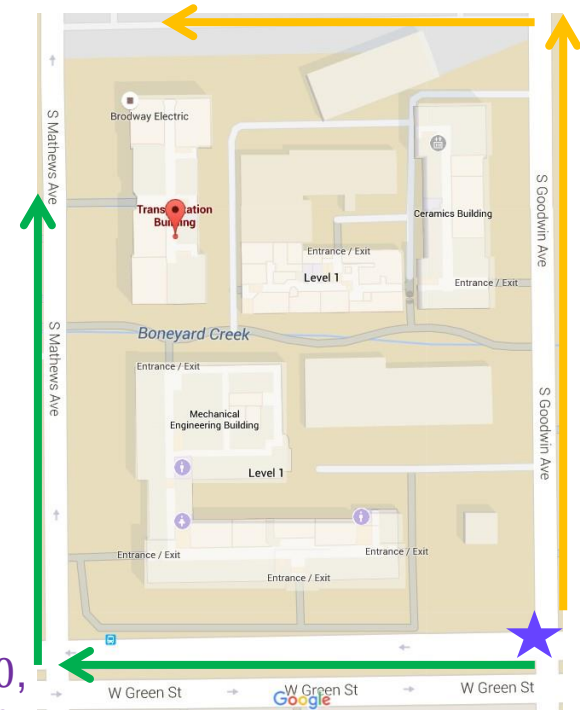 Brodway Electric
S Mathews Ave
S Goodwin Ave
Ceramics Building
Entrance / Exit
Level 1
Entrance / Exit
Boneyard Creek
S Mathews Ave
Entrance / Exit
S Goodwin Ave
Mechanical
Engineering Building
Level 1
Entrance / Exit
Entrance / Exit
Entrance / Exit
0,
W Green St
W Green St
W Green St
Google